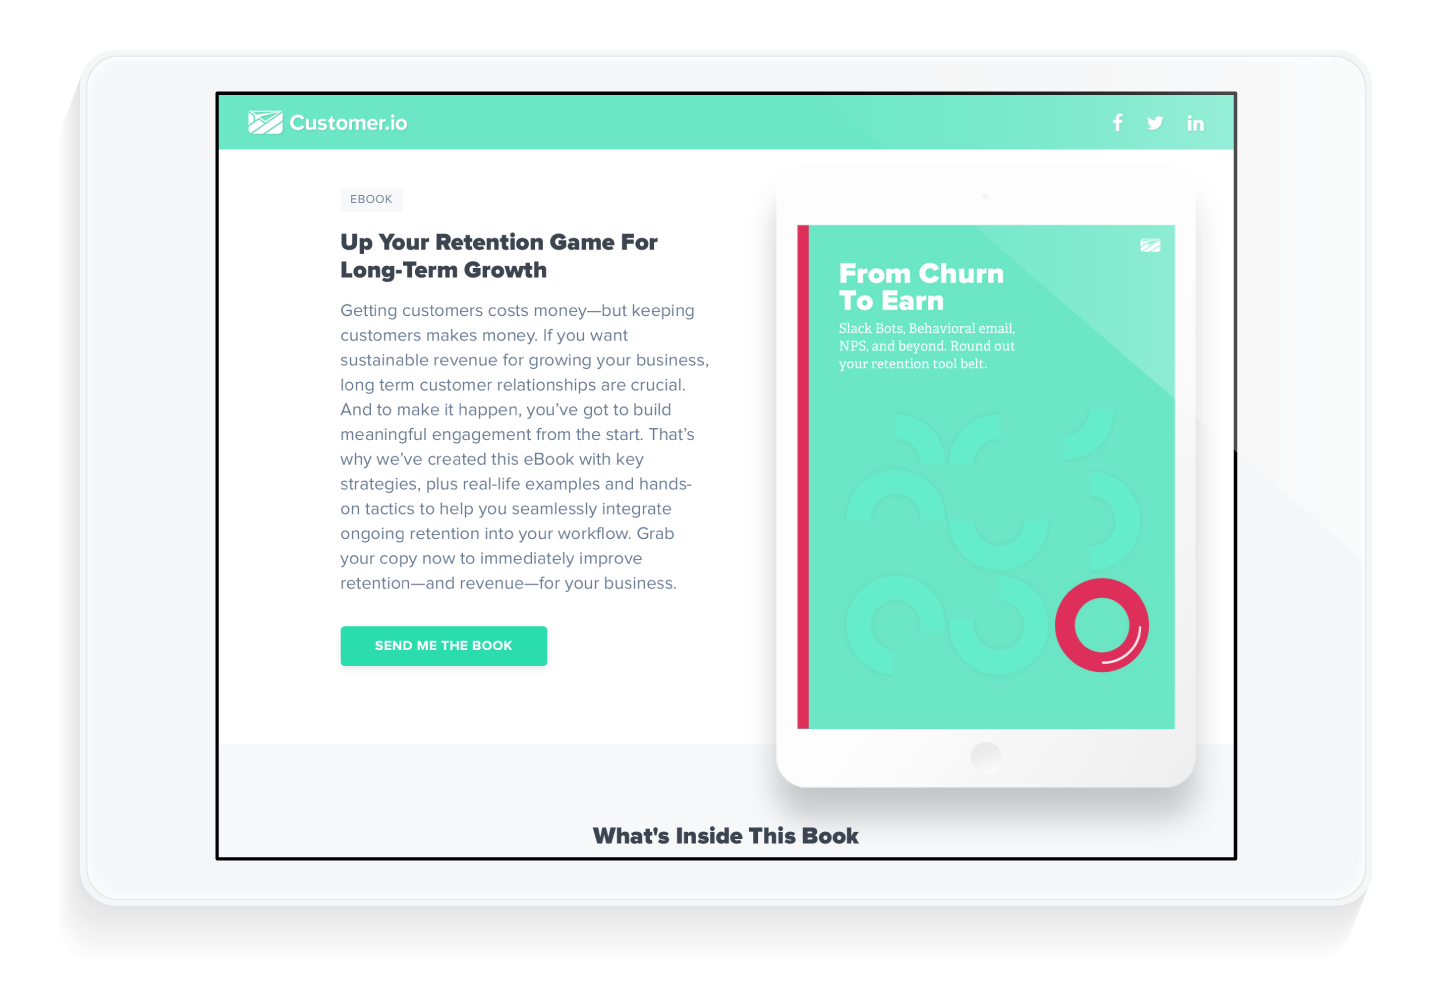 Customer.io
EBOOK
Up Your Retention Game For
Long-Term Growth
Getting customers costs money—but keeping
customers makes money. If you want
sustainable revenue for growing your business,
long term customer relationships are crucial.
And to make it happen, you’ve got to build
meaningful engagement from the start. That’s
why we’ve created this eBook with key
strategies, plus real-life examples and hands-
on tactics to help you seamlessly integrate
ongoing retention into your workflow. Grab
your copy now to immediately improve
retention—and revenue—for your business.
SEND ME THE BOOK
From Churn
To Earn
Slack Bots, Behavioral email,
NPS, and beyond. Round out
your retention tool belt.
What's Inside This Book